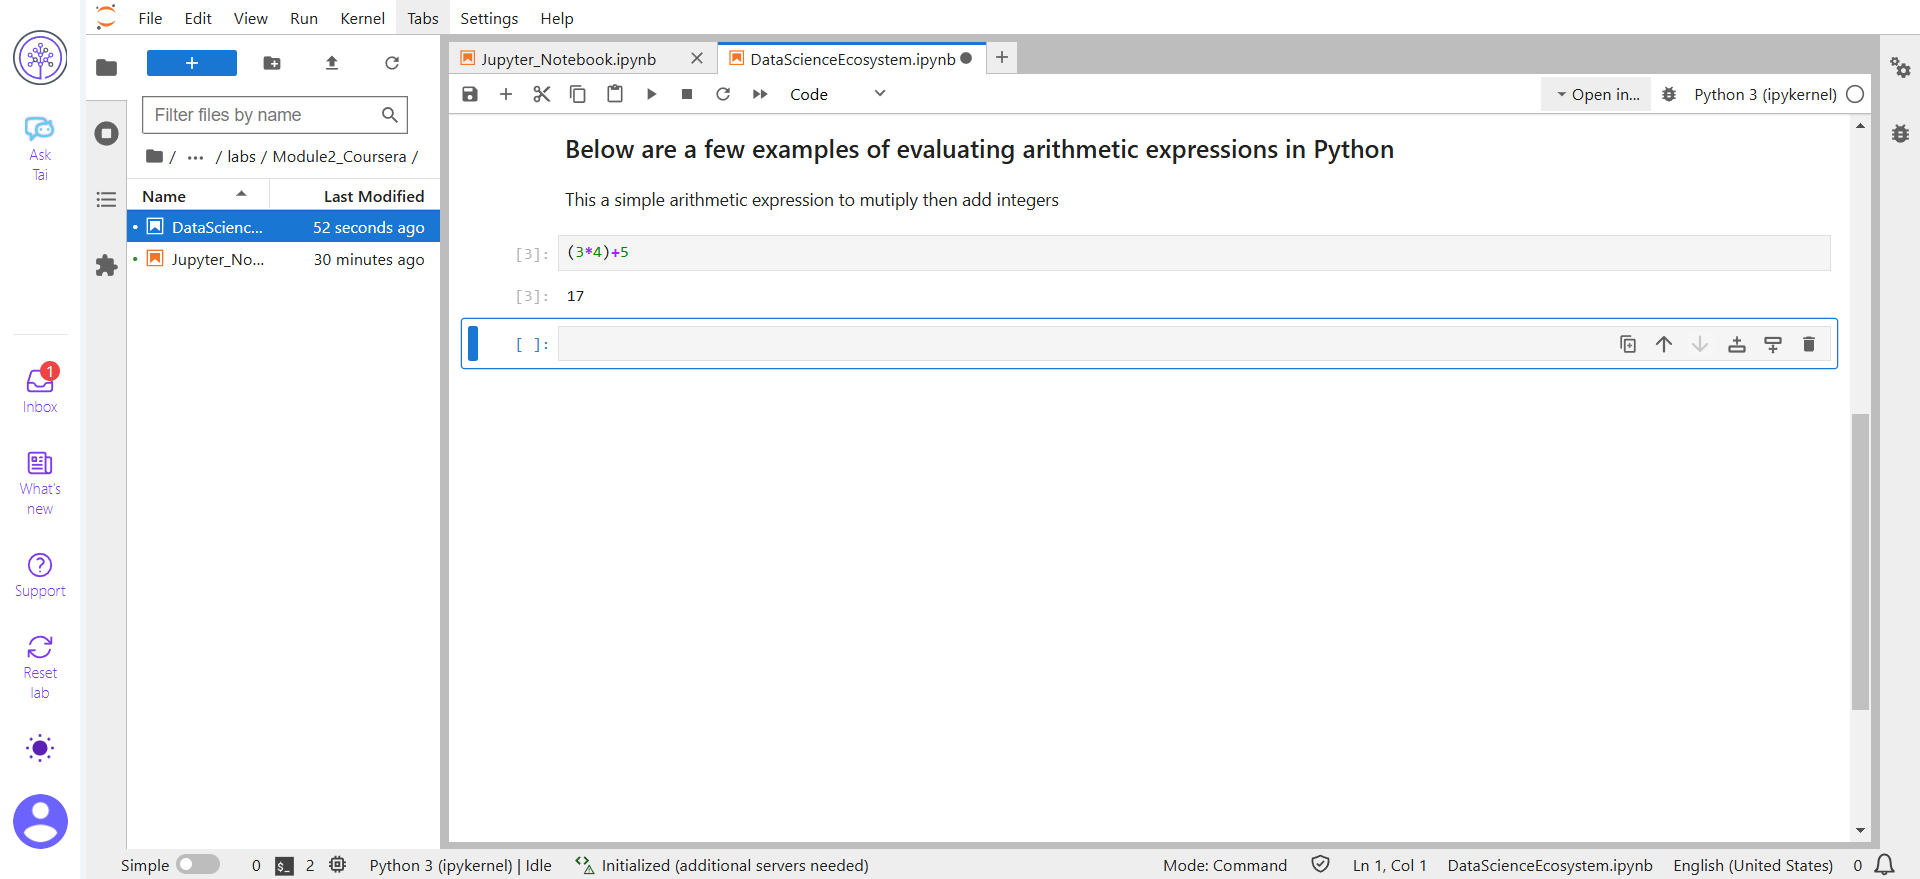 File Edit View Run Kernel Tabs Settings Help
Ask
Tai
1
Inbox
What's
new
Support
Reset
lab
+
Filter files by name
/ ... / labs / Module2_Coursera /
Name Last Modified
DataScienc... 52 seconds ago
Jupyter_No... 30 minutes ago
Jupyter_Notebook.ipynb
DataScienceEcosystem.ipynb
Code
Open in...
Python 3 (ipykernel)
Below are a few examples of evaluating arithmetic expressions in Python
This a simple arithmetic expression to mutiply then add integers
[3]: (3*4)+5
[3]: 17
[ ]:
Simple 0 $_ 2 Python 3 (ipykernel) | Idle Initialized (additional servers needed) Mode: Command Ln 1, Col 1 DataScienceEcosystem.ipynb English (United States) 0